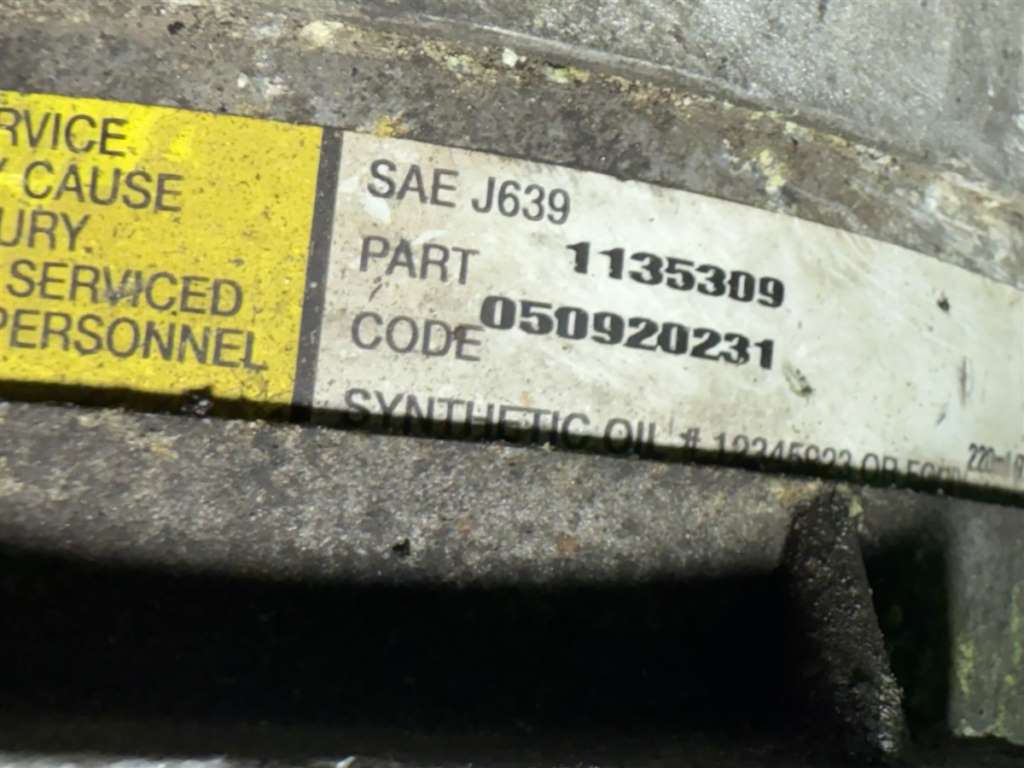 RVICE
CAUSE
URY.
SERVICED
PERSONNEL
SAE J639
PART 1135309
CODE 050920231
SYNTHETIC OIL #